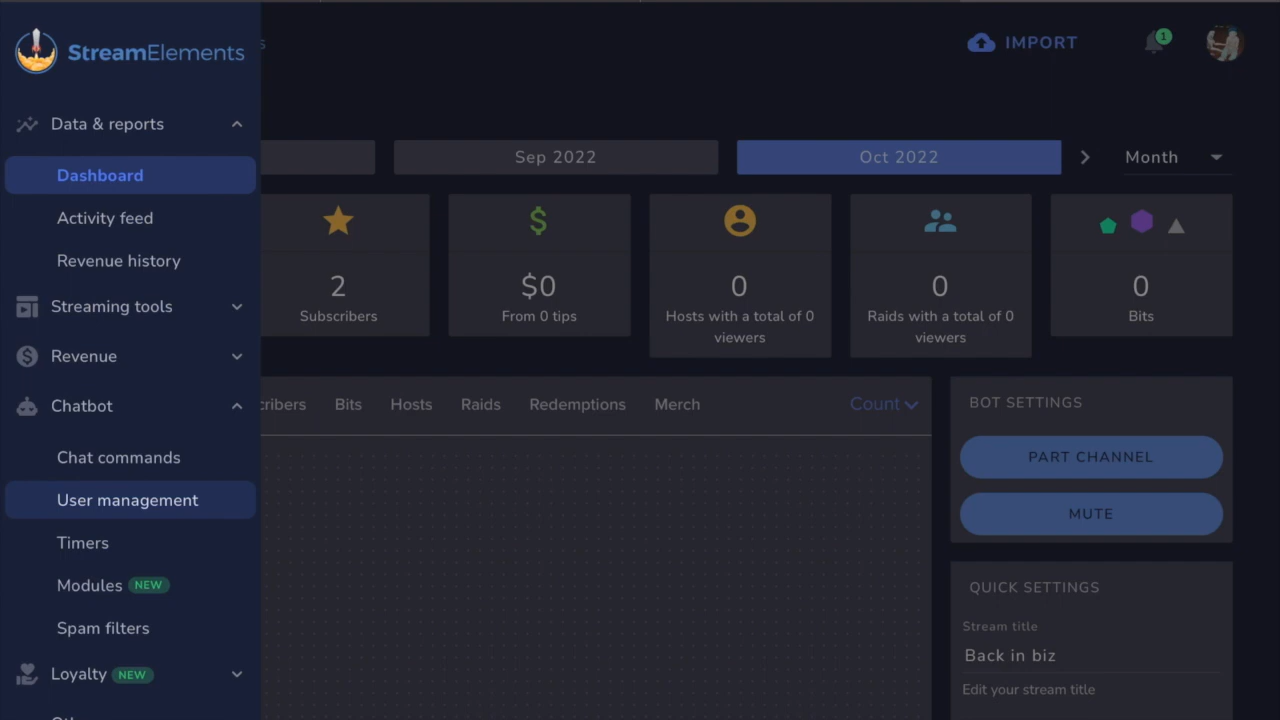 StreamElements
s
IMPORT
1
Data & reports
Dashboard
Activity feed
Revenue history
Streaming tools
Revenue
Chatbot
Chat commands
User management
Timers
Modules NEW
Spam filters
Loyalty NEW
Sep 2022
Oct 2022
Month
2
Subscribers
$0
From 0 tips
0
Hosts with a total of 0
viewers
0
Raids with a total of 0
viewers
0
Bits
cribers
Bits
Hosts
Raids
Redemptions
Merch
Count
BOT SETTINGS
PART CHANNEL
MUTE
QUICK SETTINGS
Stream title
Back in biz
Edit your stream title